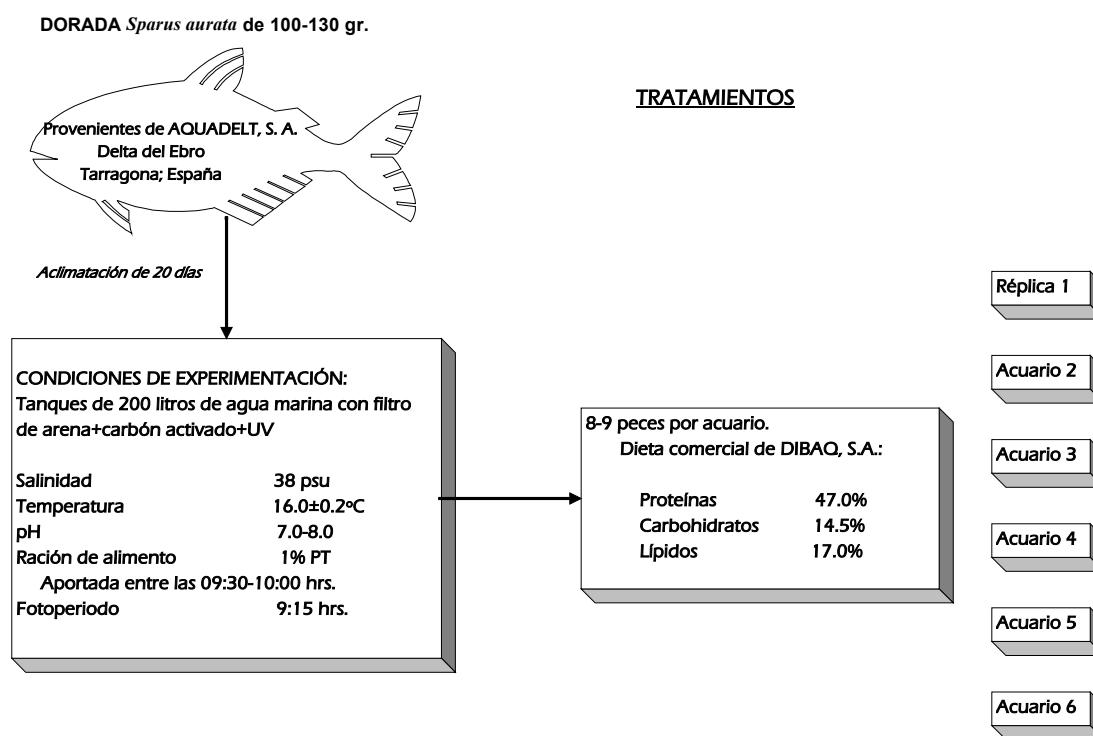 DORADA Sparus aurata de 100-130 gr.
TRATAMIENTOS
Provenientes de AQUADELT, S. A.
Delta del Ebro
Tarragona; España
Aclimatación de 20 días
CONDICIONES DE EXPERIMENTACIÓN:
Tanques de 200 litros de agua marina con filtro
de arena+carbón activado+UV
Salinidad 38 psu
Temperatura 16.0±0.2ºC
pH 7.0-8.0
Ración de alimento 1% PT
Aportada entre las 09:30-10:00 hrs.
Fotoperiodo 9:15 hrs.
8-9 peces por acuario.
Dieta comercial de DIBAQ, S.A.:
Proteínas 47.0%
Carbohidratos 14.5%
Lípidos 17.0%
Réplica 1
Acuario 2
Acuario 3
Acuario 4
Acuario 5
Acuario 6